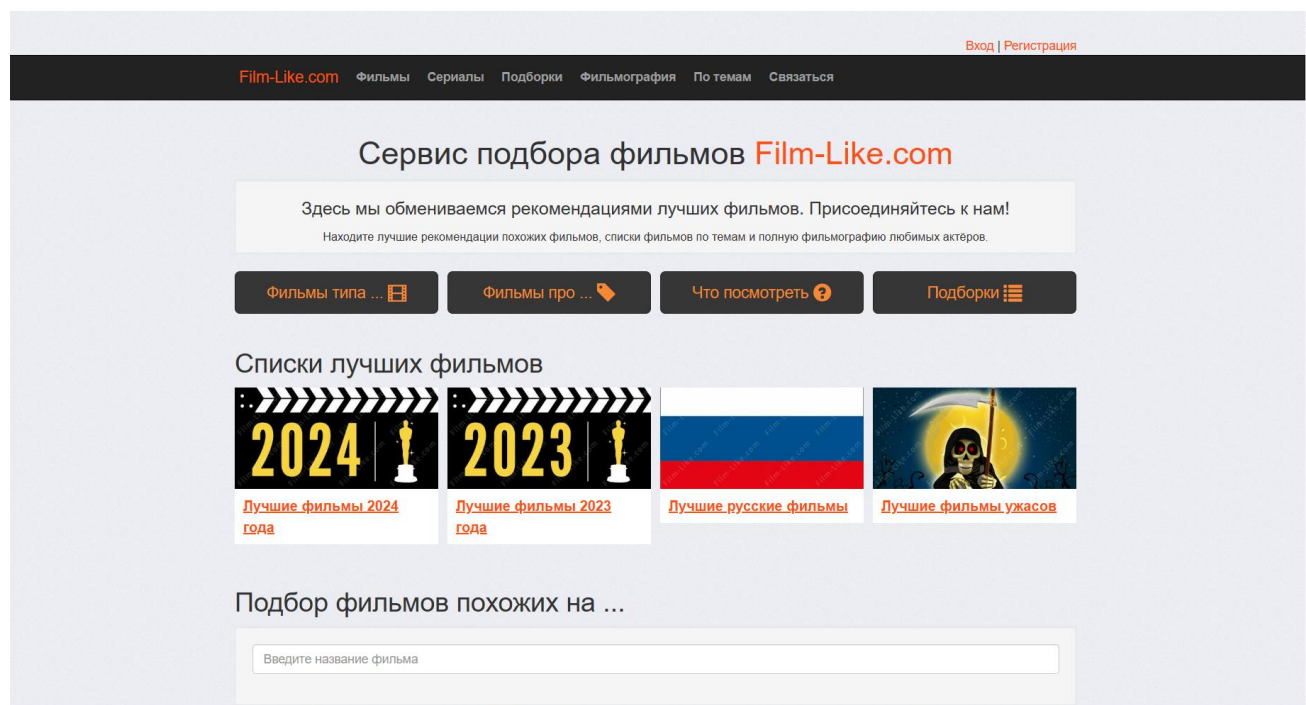 Вход | Регистрация
Film-Like.com Фильмы Сериалы Подборки Фильмография По темам Связаться
Сервис подбора фильмов Film-Like.com
Здесь мы обмениваемся рекомендациями лучших фильмов. Присоединяйтесь к нам!
Находите лучшие рекомендации похожих фильмов, списки фильмов по темам и полную фильмографию любимых актёров.
Фильмы типа ... Фильмы про ... Что посмотреть Подборки
Списки лучших фильмов
2024 2023
Лучшие фильмы 2024 года
Лучшие фильмы 2023 года
Лучшие русские фильмы
Лучшие фильмы ужасов
Подбор фильмов похожих на ...
Введите название фильма